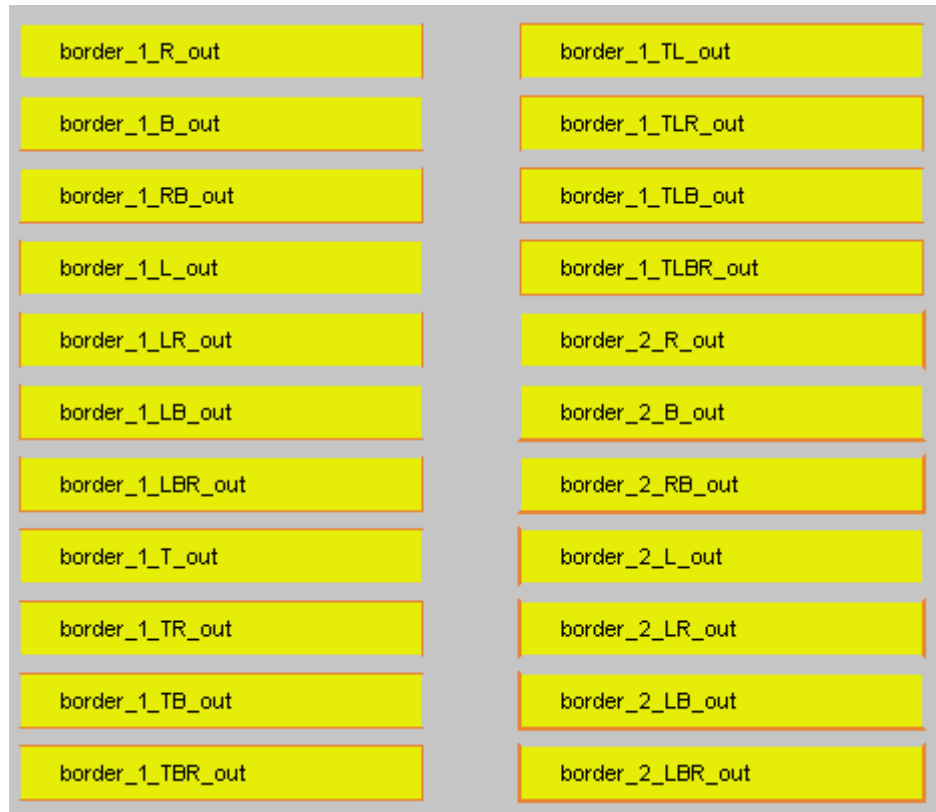 border_1_R_out
border_1_B_out
border_1_RB_out
border_1_L_out
border_1_LR_out
border_1_LB_out
border_1_LBR_out
border_1_T_out
border_1_TR_out
border_1_TB_out
border_1_TBR_out
border_1_TL_out
border_1_TLR_out
border_1_TLB_out
border_1_TLBR_out
border_2_R_out
border_2_B_out
border_2_RB_out
border_2_L_out
border_2_LR_out
border_2_LB_out
border_2_LBR_out